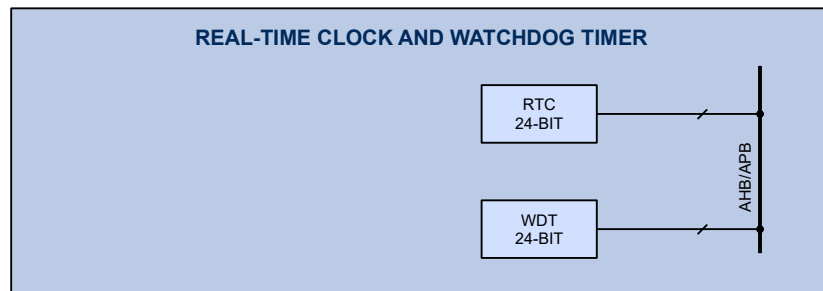 REAL-TIME CLOCK AND WATCHDOG TIMER
RTC
24-BIT
AHB/APB
WDT
24-BIT